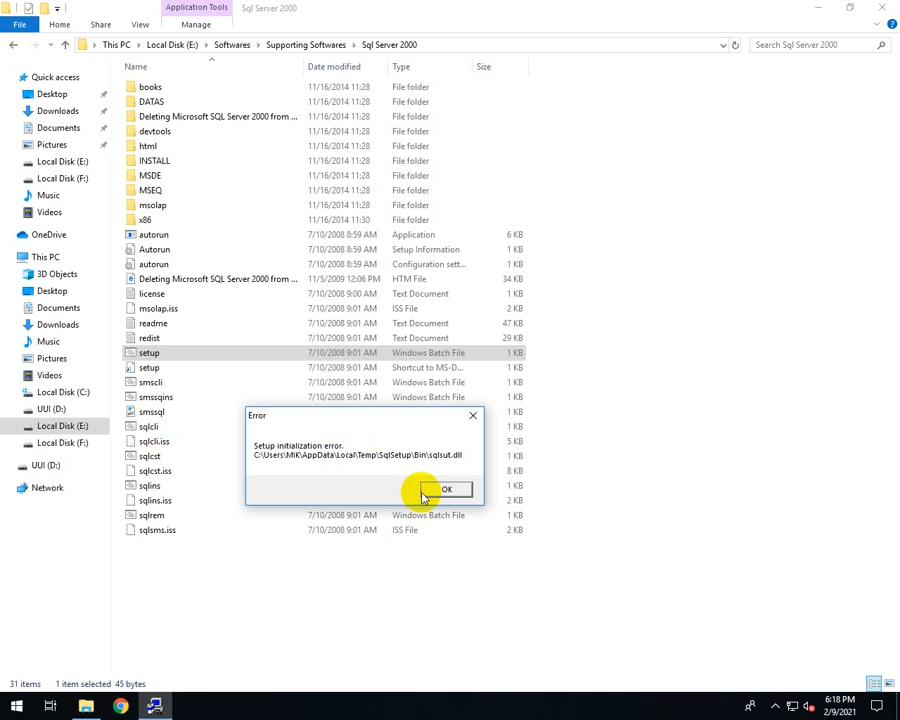 Application Tools
Sql Server 2000
File Home Share View Manage
This PC Local Disk (E:) Softwares Supporting Softwares Sql Server 2000
Search Sql Server 2000
Name Date modified Type Size
Quick access
Desktop
Downloads
Documents
Pictures
Local Disk (E:)
Local Disk (F:)
Music
Videos
OneDrive
This PC
3D Objects
Desktop
Documents
Downloads
Music
Pictures
Videos
Local Disk (C:)
UUI (D:)
Local Disk (E:)
Local Disk (F:)
UUI (D:)
Network
books 11/16/2014 11:28 File folder
DATAS 11/16/2014 11:28 File folder
Deleting Microsoft SQL Server 2000 from ... 11/16/2014 11:28 File folder
devtools 11/16/2014 11:28 File folder
html 11/16/2014 11:28 File folder
INSTALL 11/16/2014 11:28 File folder
MSDE 11/16/2014 11:28 File folder
MSEQ 11/16/2014 11:28 File folder
msolap 11/16/2014 11:28 File folder
x86 11/16/2014 11:30 File folder
autorun 7/10/2008 8:59 AM Application 6 KB
Autorun 7/10/2008 8:59 AM Setup Information 1 KB
autorun 7/10/2008 8:59 AM Configuration sett... 1 KB
Deleting Microsoft SQL Server 2000 from ... 11/5/2009 12:06 PM HTM File 34 KB
license 7/10/2008 9:00 AM Text Document 1 KB
msolap.iss 7/10/2008 9:01 AM ISS File 2 KB
readme 7/10/2008 9:01 AM Text Document 47 KB
redist 7/10/2008 9:01 AM Text Document 29 KB
setup 7/10/2008 9:01 AM Windows Batch File 1 KB
setup 7/10/2008 9:01 AM Shortcut to MS-D... 1 KB
smscli 7/10/2008 9:01 AM Windows Batch File 1 KB
smssqins 7/10/2008 9:01 AM Windows Batch File 1 KB
smssql 1 KB
sqlcli 1 KB
sqlcli.iss 5 KB
sqlcst 1 KB
sqlcst.iss 8 KB
sqlins 1 KB
sqlins.iss 2 KB
sqlrem 7/10/2008 9:01 AM Windows Batch File 1 KB
sqlsms.iss 7/10/2008 9:01 AM ISS File 2 KB
Error
Setup initialization error.
C:\Users\MIK\AppData\Local\Temp\SqlSetup\Bin\sqlsut.dll
OK
31 items 1 item selected 45 bytes
6:18 PM
2/9/2021